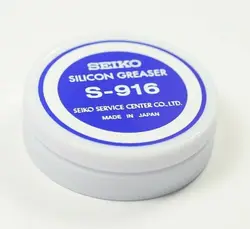 SEIKO
SILICON GREASER
S-916
SEIKO SERVICE CENTER CO.,LTD.
MADE IN JAPAN